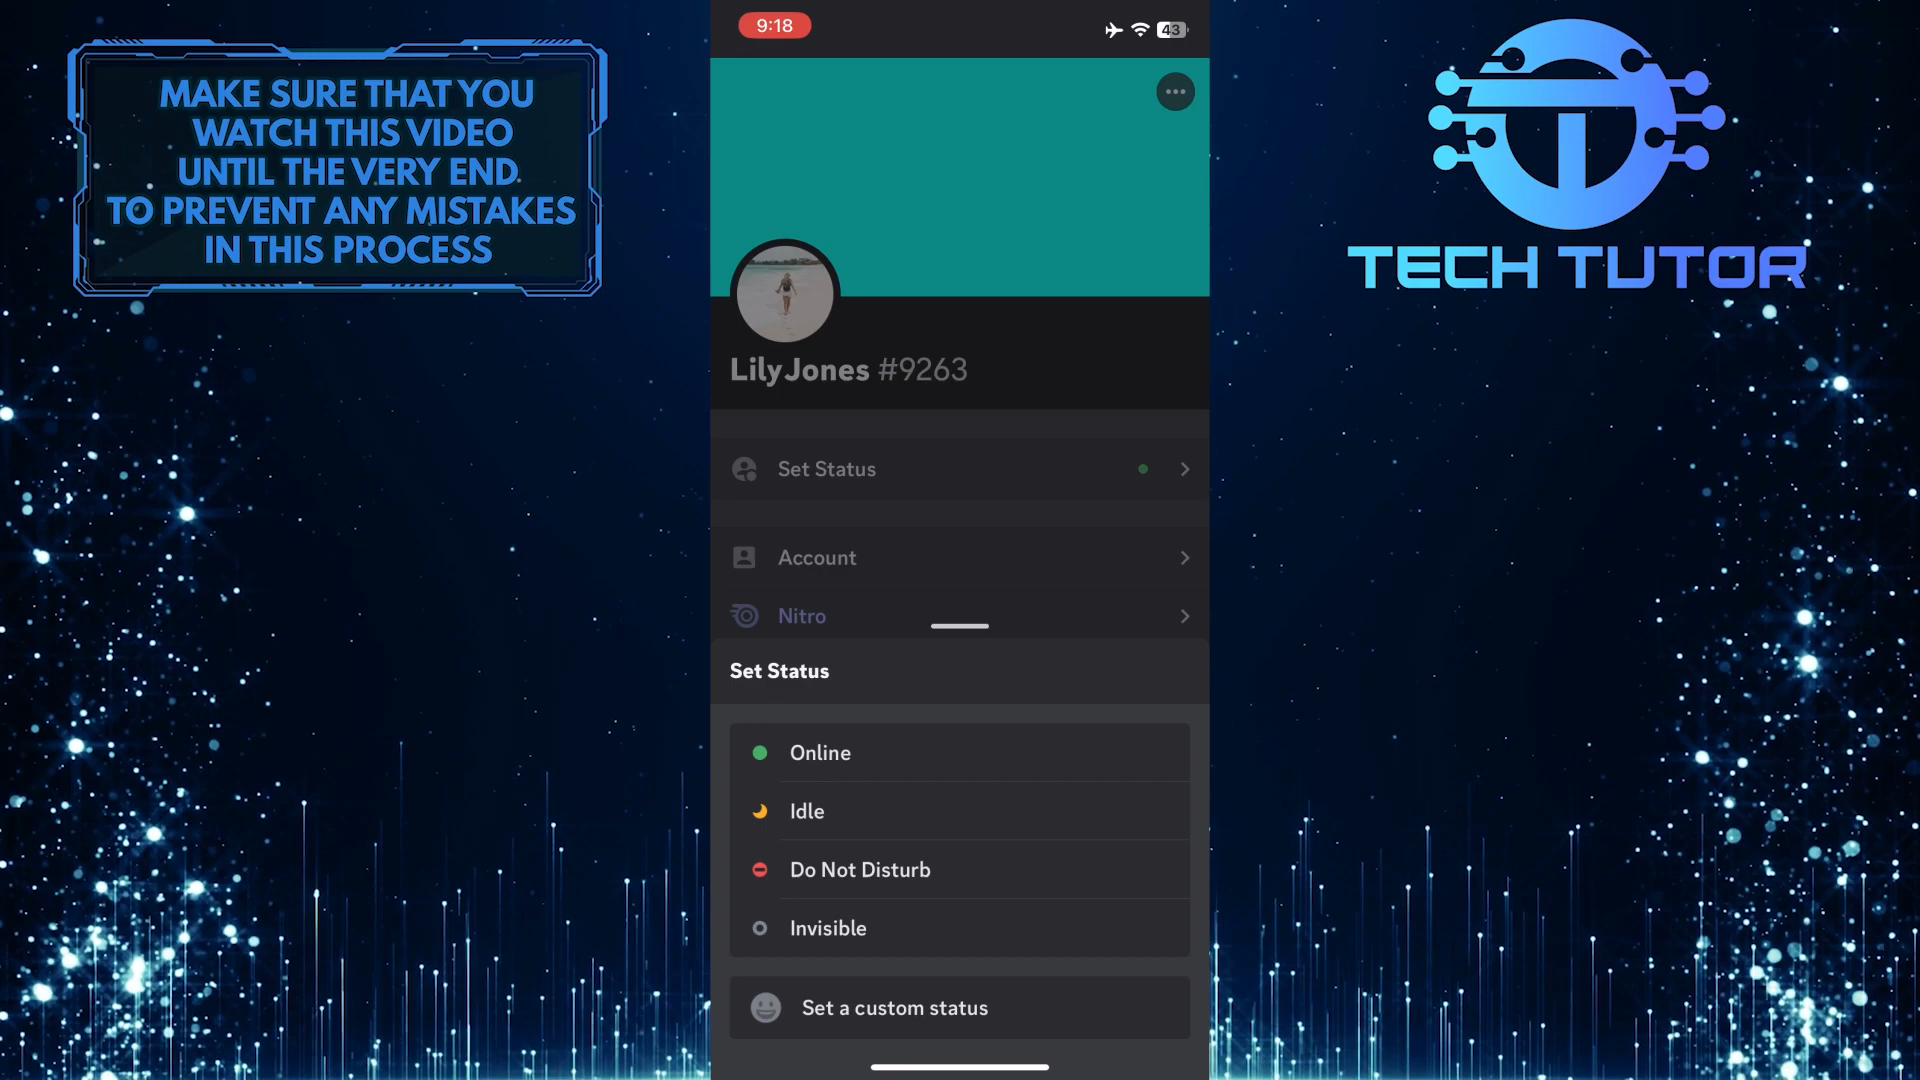 MAKE SURE THAT YOU
WATCH THIS VIDEO
UNTIL THE VERY END
TO PREVENT ANY MISTAKES
IN THIS PROCESS
9:18
43
LilyJones #9263
Set Status
Account
Nitro
Set Status
Online
Idle
Do Not Disturb
Invisible
Set a custom status
TECH TUTOR